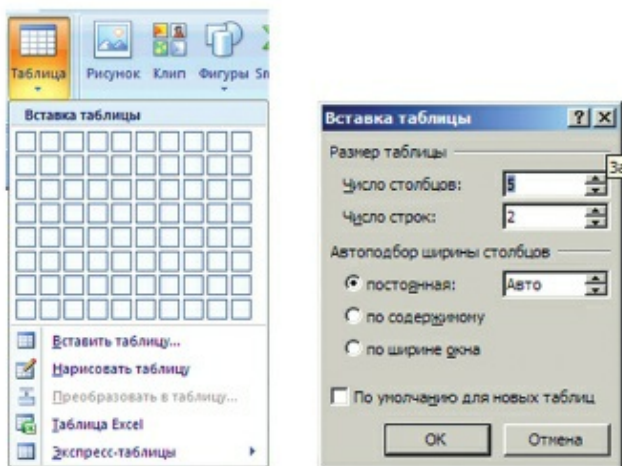 Таблица Рисунок Клип Фигуры Sm
Вставка таблицы
Вставить таблицу...
Нарисовать таблицу
Преобразовать в таблицу...
Таблица Excel
Экспресс-таблицы
Вставка таблицы
Размер таблицы
Число столбцов: 5
Число строк: 2
Автоподбор ширины столбцов
постоянная: Авто
по содержимому
по ширине окна
По умолчанию для новых таблиц
ОК Отмена
За